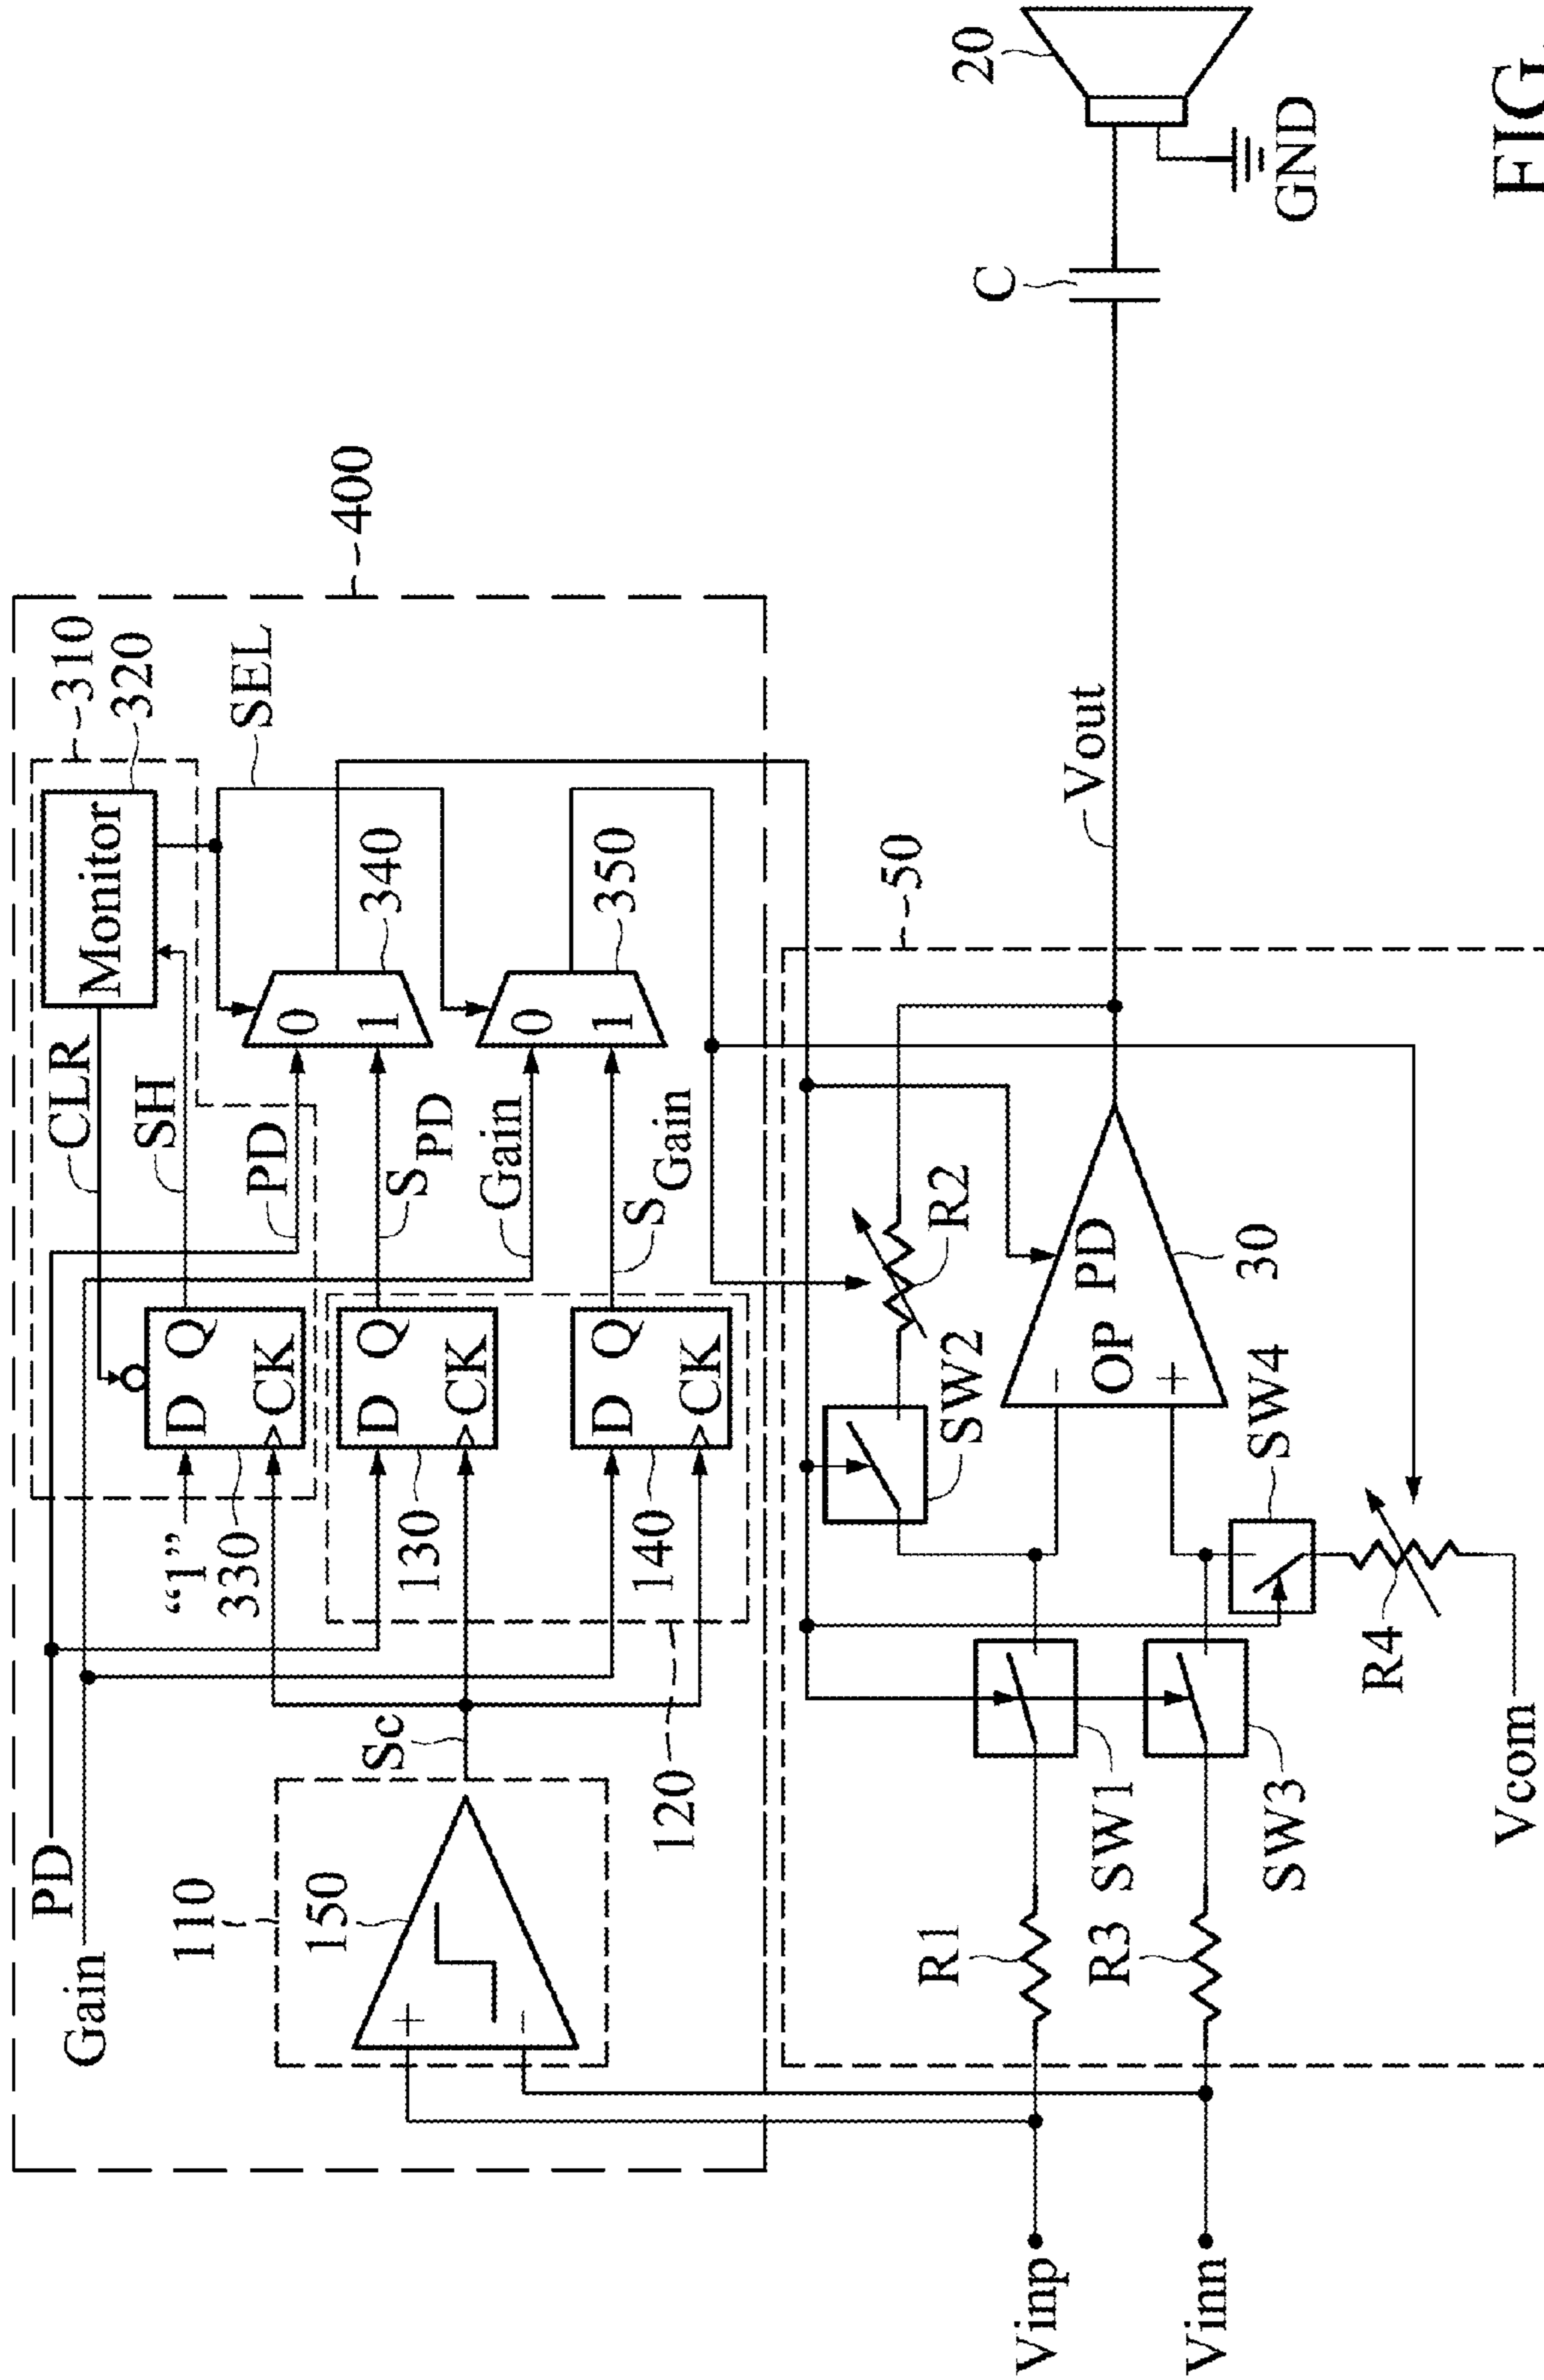 400
310
320
Monitor
CLR
SH
SEL
PD
Gain
"1"
330
D Q
CK
PD
0
1
340
130
D Q
CK
S PD
Gain
0
1
350
140
D Q
CK
S Gain
110
150
+
−
Sc
120
50
R2
SW2
−
OP PD
+
30
SW4
R4
Vcom
R1
SW1
R3
SW3
Vinp
Vinn
Vout
C
20
GND
FIG.